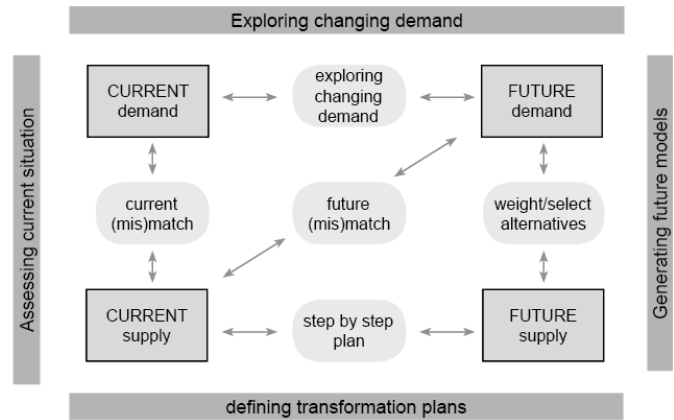 Exploring changing demand
Assessing current situation
CURRENT
demand
exploring
changing
demand
FUTURE
demand
current
(mis)match
future
(mis)match
weight/select
alternatives
CURRENT
supply
step by step
plan
FUTURE
supply
Generating future models
defining transformation plans